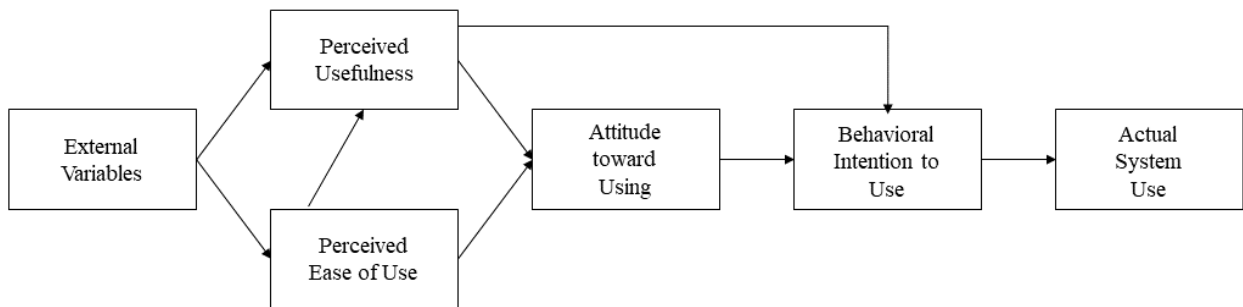 External
Variables
Perceived
Usefulness
Perceived
Ease of Use
Attitude
toward
Using
Behavioral
Intention to
Use
Actual
System
Use